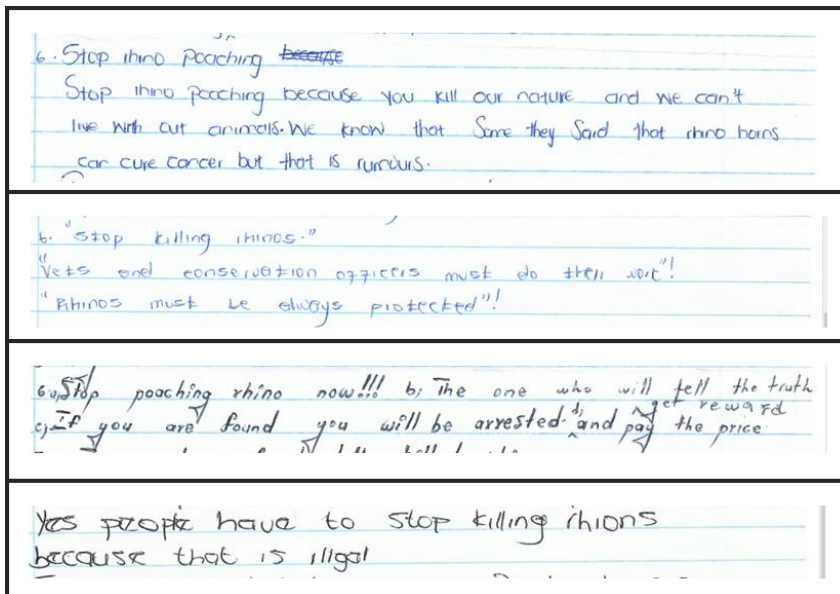 6. Stop rhino poaching because
Stop rhino poaching because you kill our nature and we can't
live with out animals. We know that Some they Said that rhino horns
can cure cancer but that is rumours.
6. "Stop killing rhinos."
"Vets and conservation officers must do their work"!
"Rhinos must be always protected"!
6a, Stop poaching rhino now!!! b, The one who will tell the truth
get reward
c, If you are found you will be arrested. d, and pay the price
Yes people have to stop killing rhions
because that is illgal